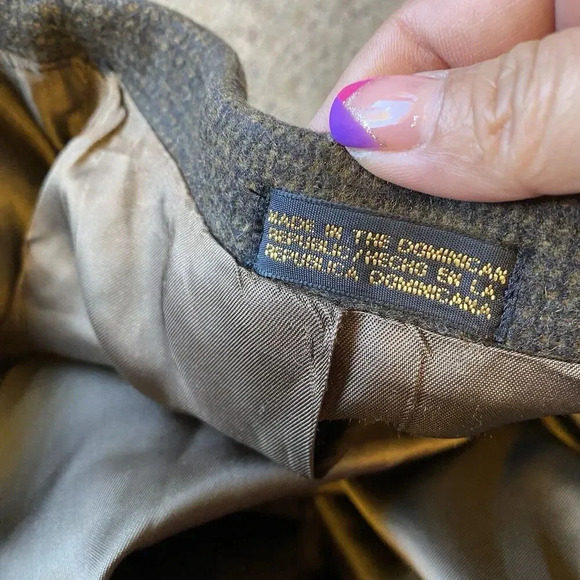 MADE IN THE DOMINICAN
REPUBLIC/HECHO EN LA
REPUBLICA DOMINICANA